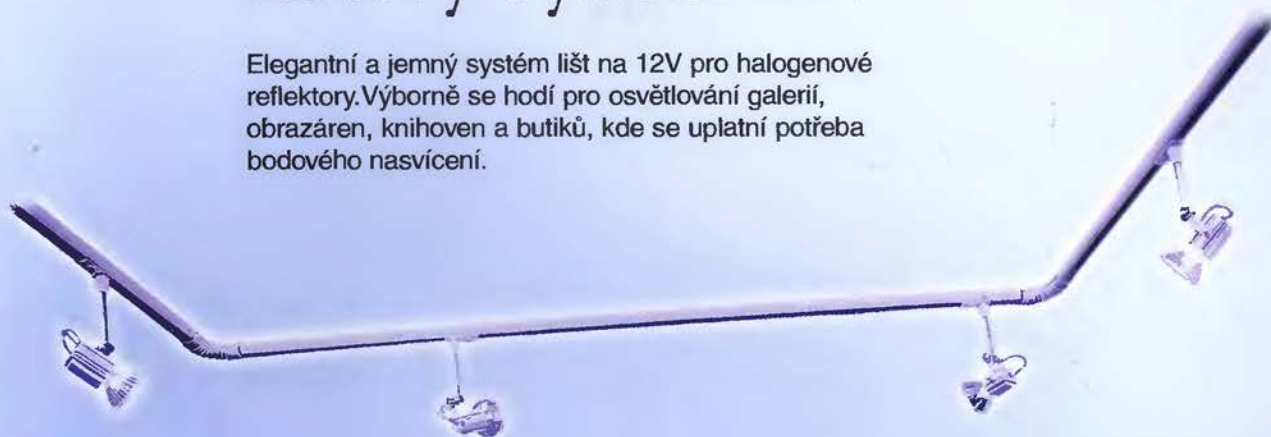 Elegantní a jemný systém lišt na 12V pro halogenové
reflektory.Výborně se hodí pro osvětlování galerií,
obrazáren, knihoven a butiků, kde se uplatní potřeba
bodového nasvícení.